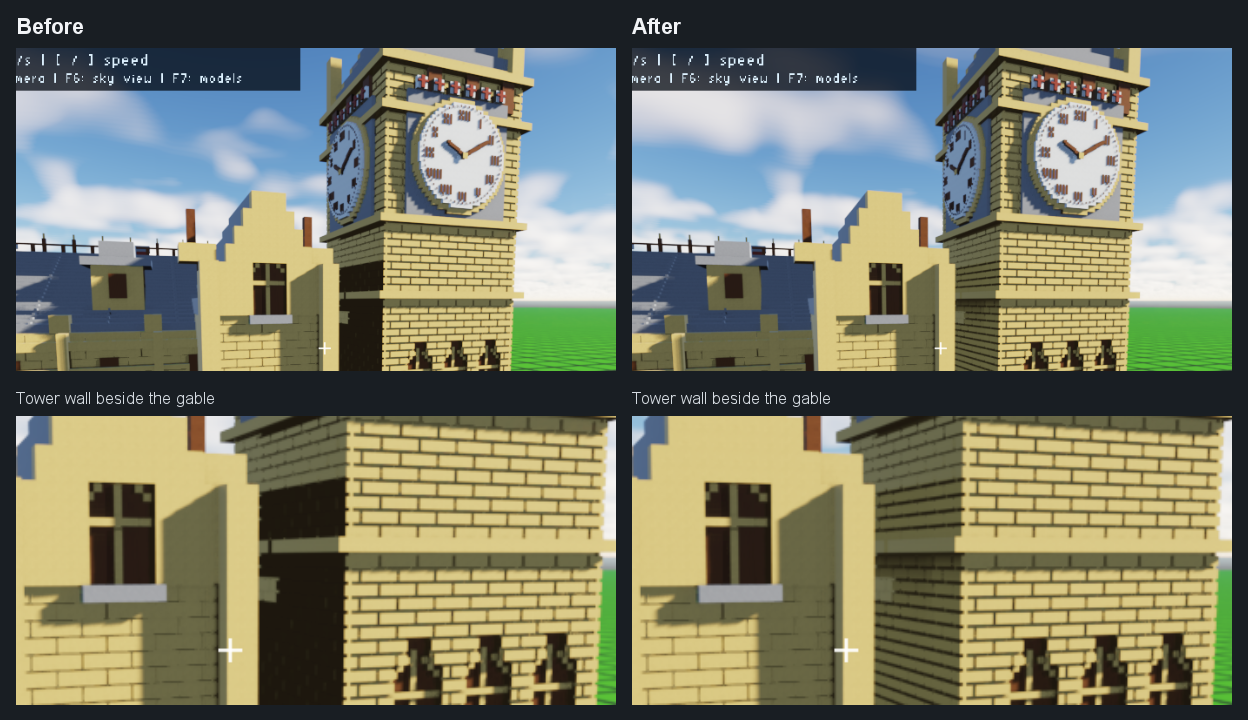 Before
After
/s | [ / ] speed
mera | F6: sky view | F7: models
/s | [ / ] speed
mera | F6: sky view | F7: models
Tower wall beside the gable
Tower wall beside the gable